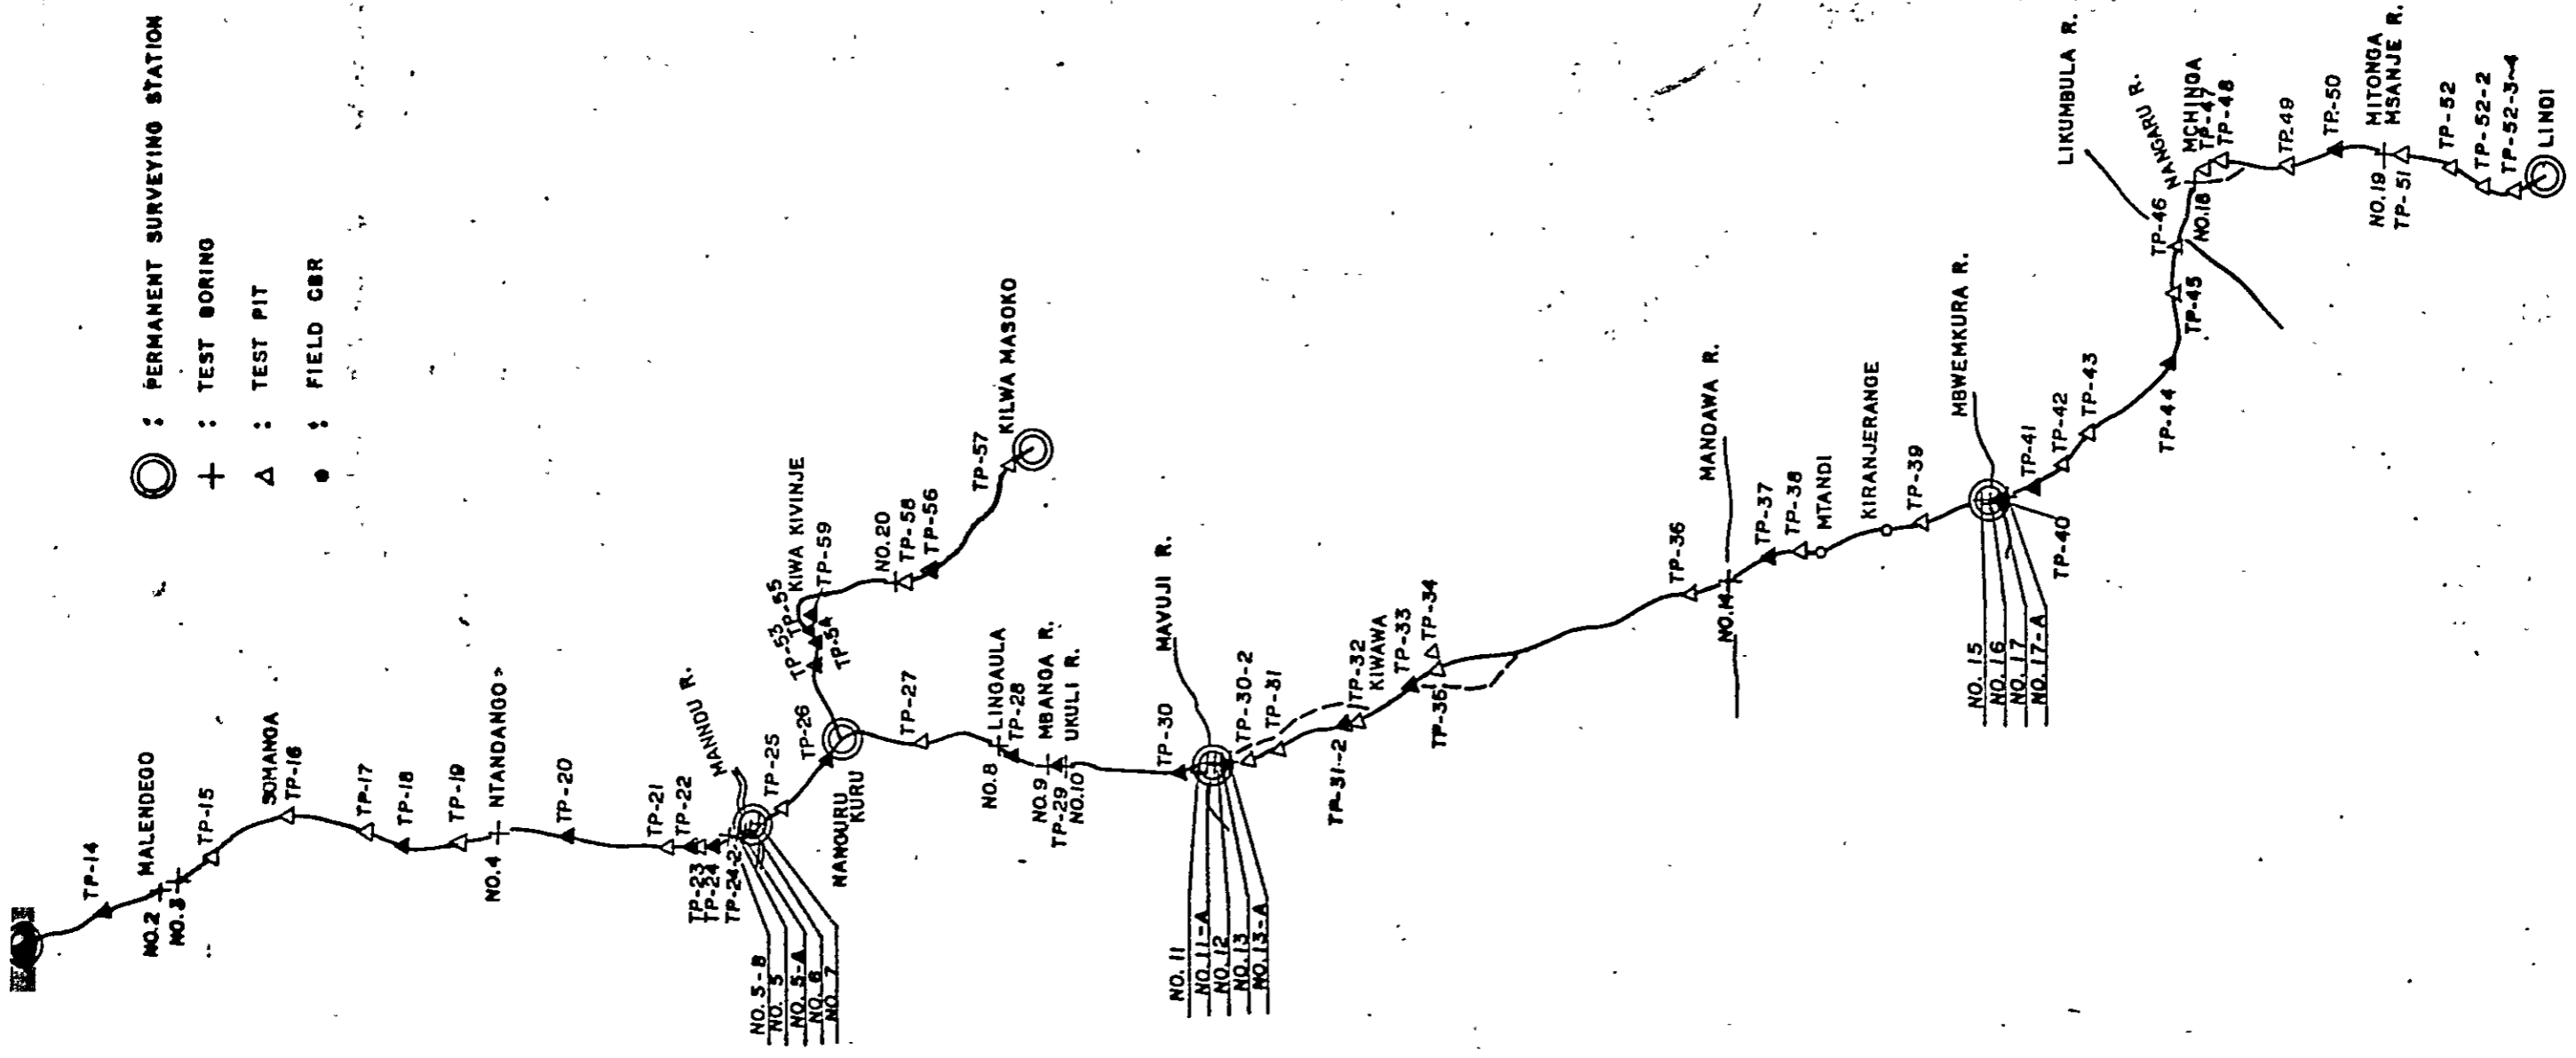 : PERMANENT SURVEYING STATION
: TEST BORING
: TEST PIT
: FIELD CBR
TP-14
MALENDEGO
NO.2
NO.3
TP-15
SOMANGA
TP-16
TP-17
TP-18
TP-19
NTANDANGO
NO.4
TP-20
TP-21
TP-22
TP-23
TP-24
TP-24-2
MANNDU R.
NO.5-B
NO.5
NO.5-A
NO.6
NO.7
TP-25
TP-26
NANGURU
KURU
TP-53
TP-55
TP-54
KIWA KIVINJE
TP-59
NO.20
TP-58
TP-56
TP-57
KILWA MASOKO
TP-27
LINGAULA
TP-28
NO.8
MBANGA R.
UKULI R.
NO.9
TP-29
NO.10
TP-30
MAVUJI R.
NO.11
NO.11-A
NO.12
NO.13
NO.13-A
TP-30-2
TP-31
TP-31-2
TP-32
KIWAWA
TP-33
TP-34
TP-35
TP-36
NO.14
MANDAWA R.
TP-37
TP-38
MTANDI
KIRANJERANGE
TP-39
MBWEMKURA R.
NO.15
NO.16
NO.17
NO.17-A
TP-40
TP-41
TP-42
TP-43
TP-44
TP-45
TP-46
LIKUMBULA R.
NANGARU R.
NO.18
MCHINGA
TP-47
TP-48
TP-49
TP-50
MITONGA
MSANJE R.
NO.19
TP-51
TP-52
TP-52-2
TP-52-3~4
LINDI